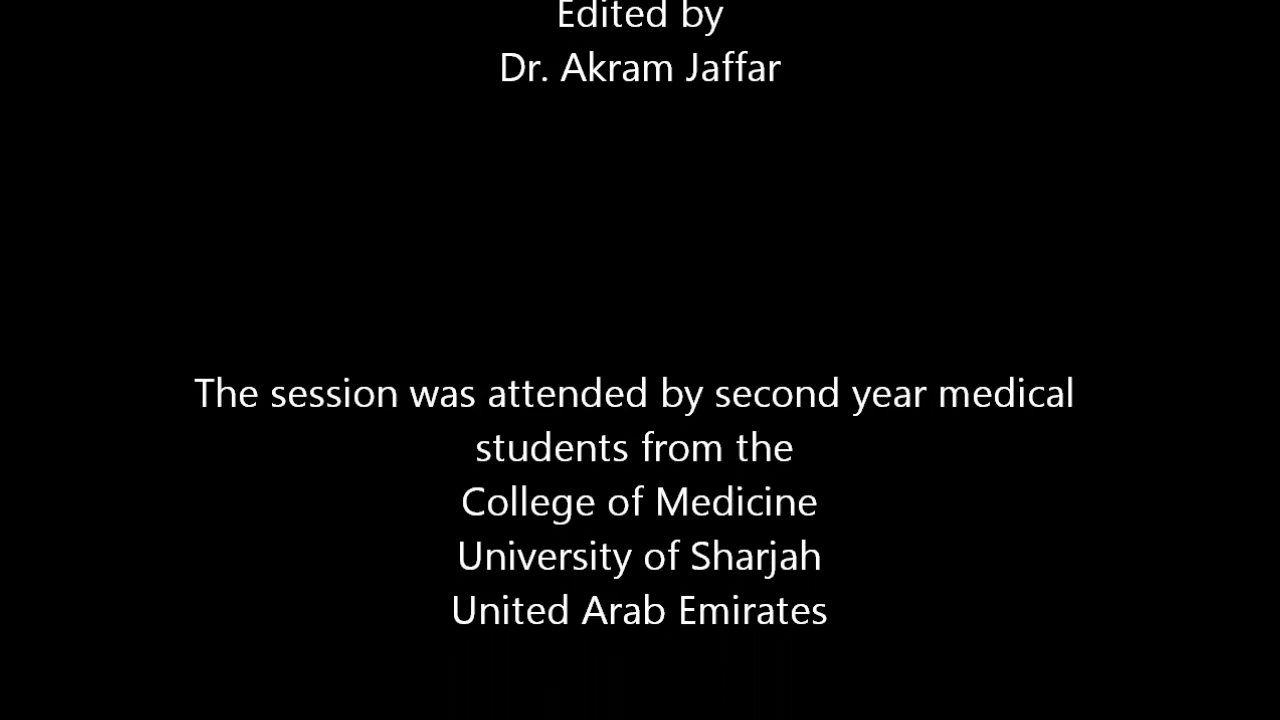 Edited by
Dr. Akram Jaffar
The session was attended by second year medical
students from the
College of Medicine
University of Sharjah
United Arab Emirates